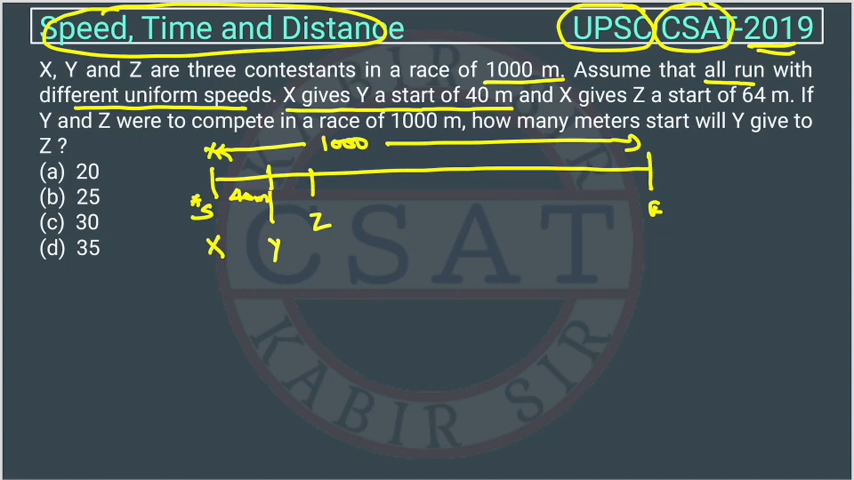 Speed, Time and Distance
UPSC CSAT-2019
X, Y and Z are three contestants in a race of 1000 m. Assume that all run with
different uniform speeds. X gives Y a start of 40 m and X gives Z a start of 64 m. If
Y and Z were to compete in a race of 1000 m, how many meters start will Y give to
Z ?
1000
(a) 20
(b) 25
(c) 30
(d) 35
40m
S
F
X
Y
Z
CSAT
KABIR SIR